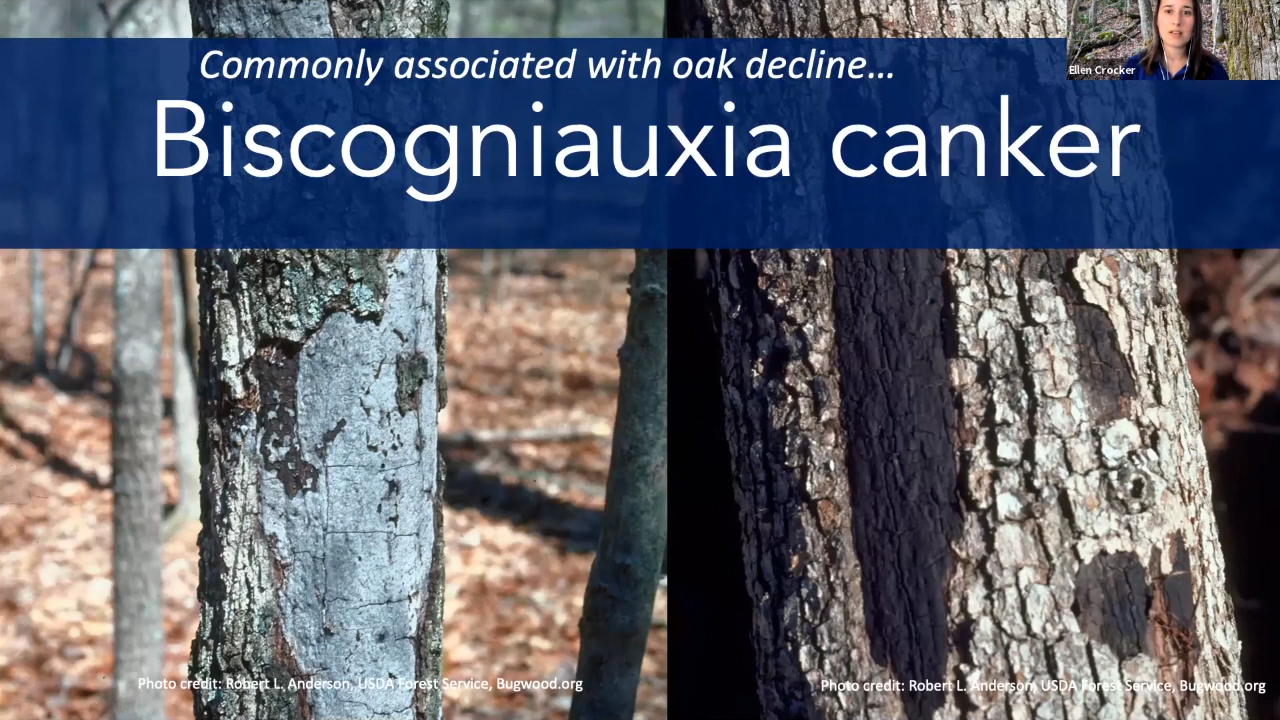 Commonly associated with oak decline…
Ellen Crocker
Biscogniauxia canker
Photo credit: Robert L. Anderson, USDA Forest Service, Bugwood.org
Photo credit: Robert L. Anderson, USDA Forest Service, Bugwood.org